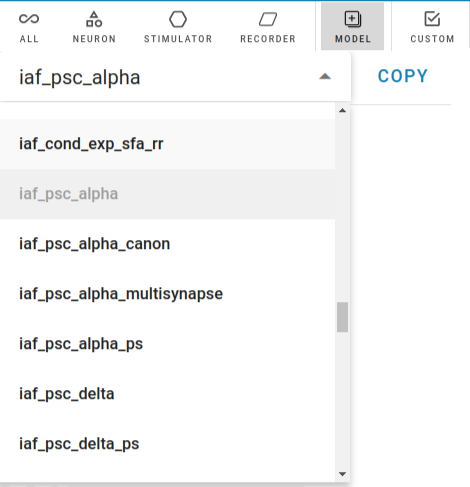 ALL NEURON STIMULATOR RECORDER MODEL CUSTOM
iaf_psc_alpha COPY
iaf_cond_exp_sfa_rr
iaf_psc_alpha
iaf_psc_alpha_canon
iaf_psc_alpha_multisynapse
iaf_psc_alpha_ps
iaf_psc_delta
iaf_psc_delta_ps